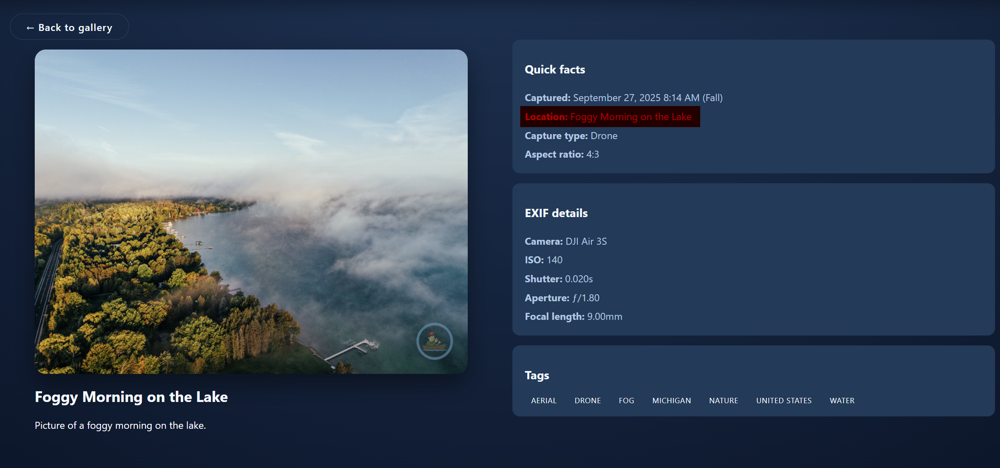 ← Back to gallery
Foggy Morning on the Lake
Picture of a foggy morning on the lake.
Quick facts
Captured: September 27, 2025 8:14 AM (Fall)
Location: Foggy Morning on the Lake
Capture type: Drone
Aspect ratio: 4:3
EXIF details
Camera: DJI Air 3S
ISO: 140
Shutter: 0.020s
Aperture: ƒ/1.80
Focal length: 9.00mm
Tags
AERIAL DRONE FOG MICHIGAN NATURE UNITED STATES WATER